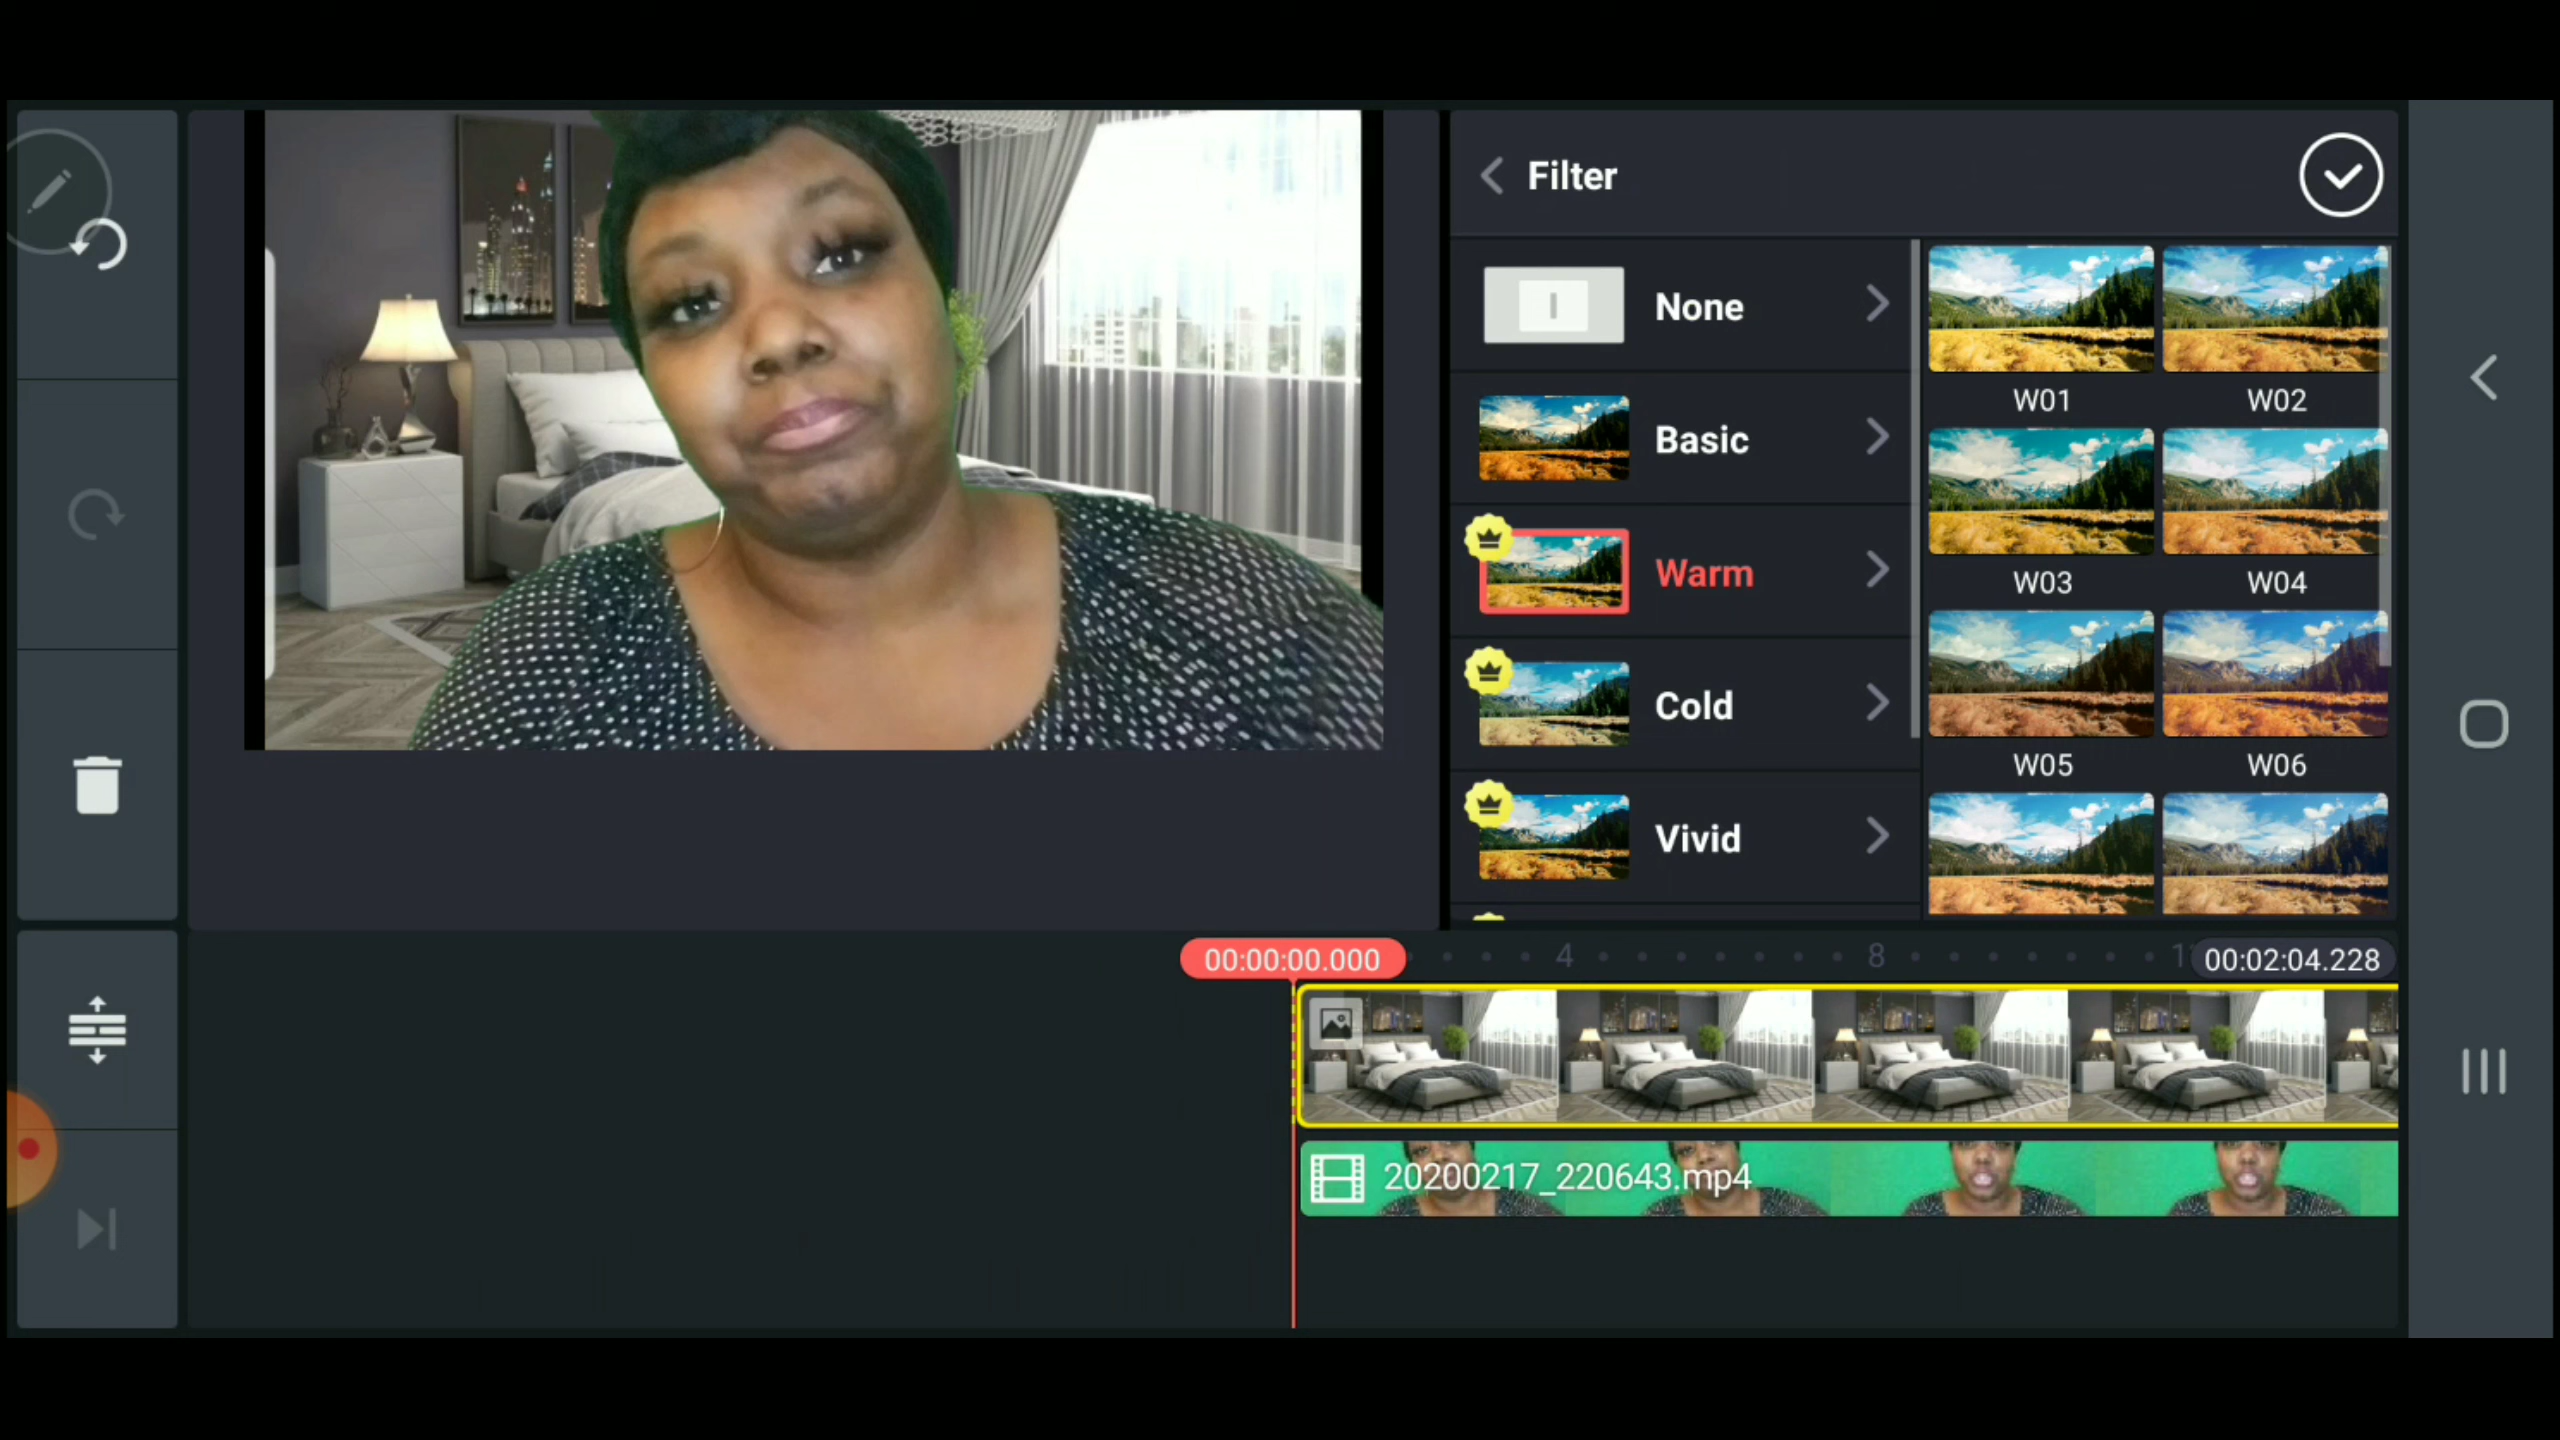 Filter
None
Basic
Warm
Cold
Vivid
W01
W02
W03
W04
W05
W06
00:00:00.000
4
8
00:02:04.228
20200217_220643.mp4